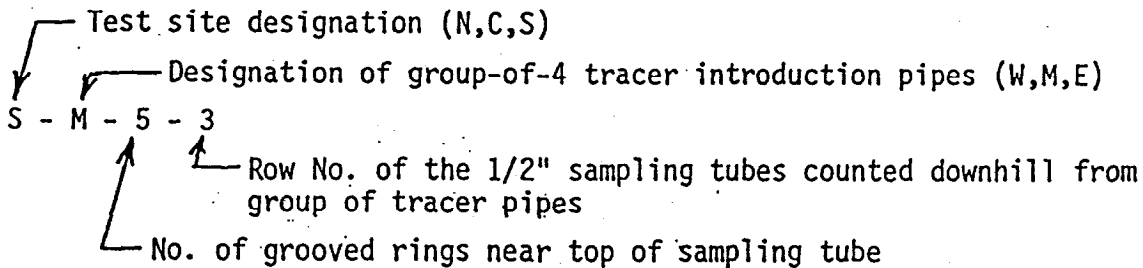 Test site designation (N,C,S)
Designation of group-of-4 tracer introduction pipes (W,M,E)
S - M - 5 - 3
Row No. of the 1/2" sampling tubes counted downhill from
group of tracer pipes
No. of grooved rings near top of sampling tube